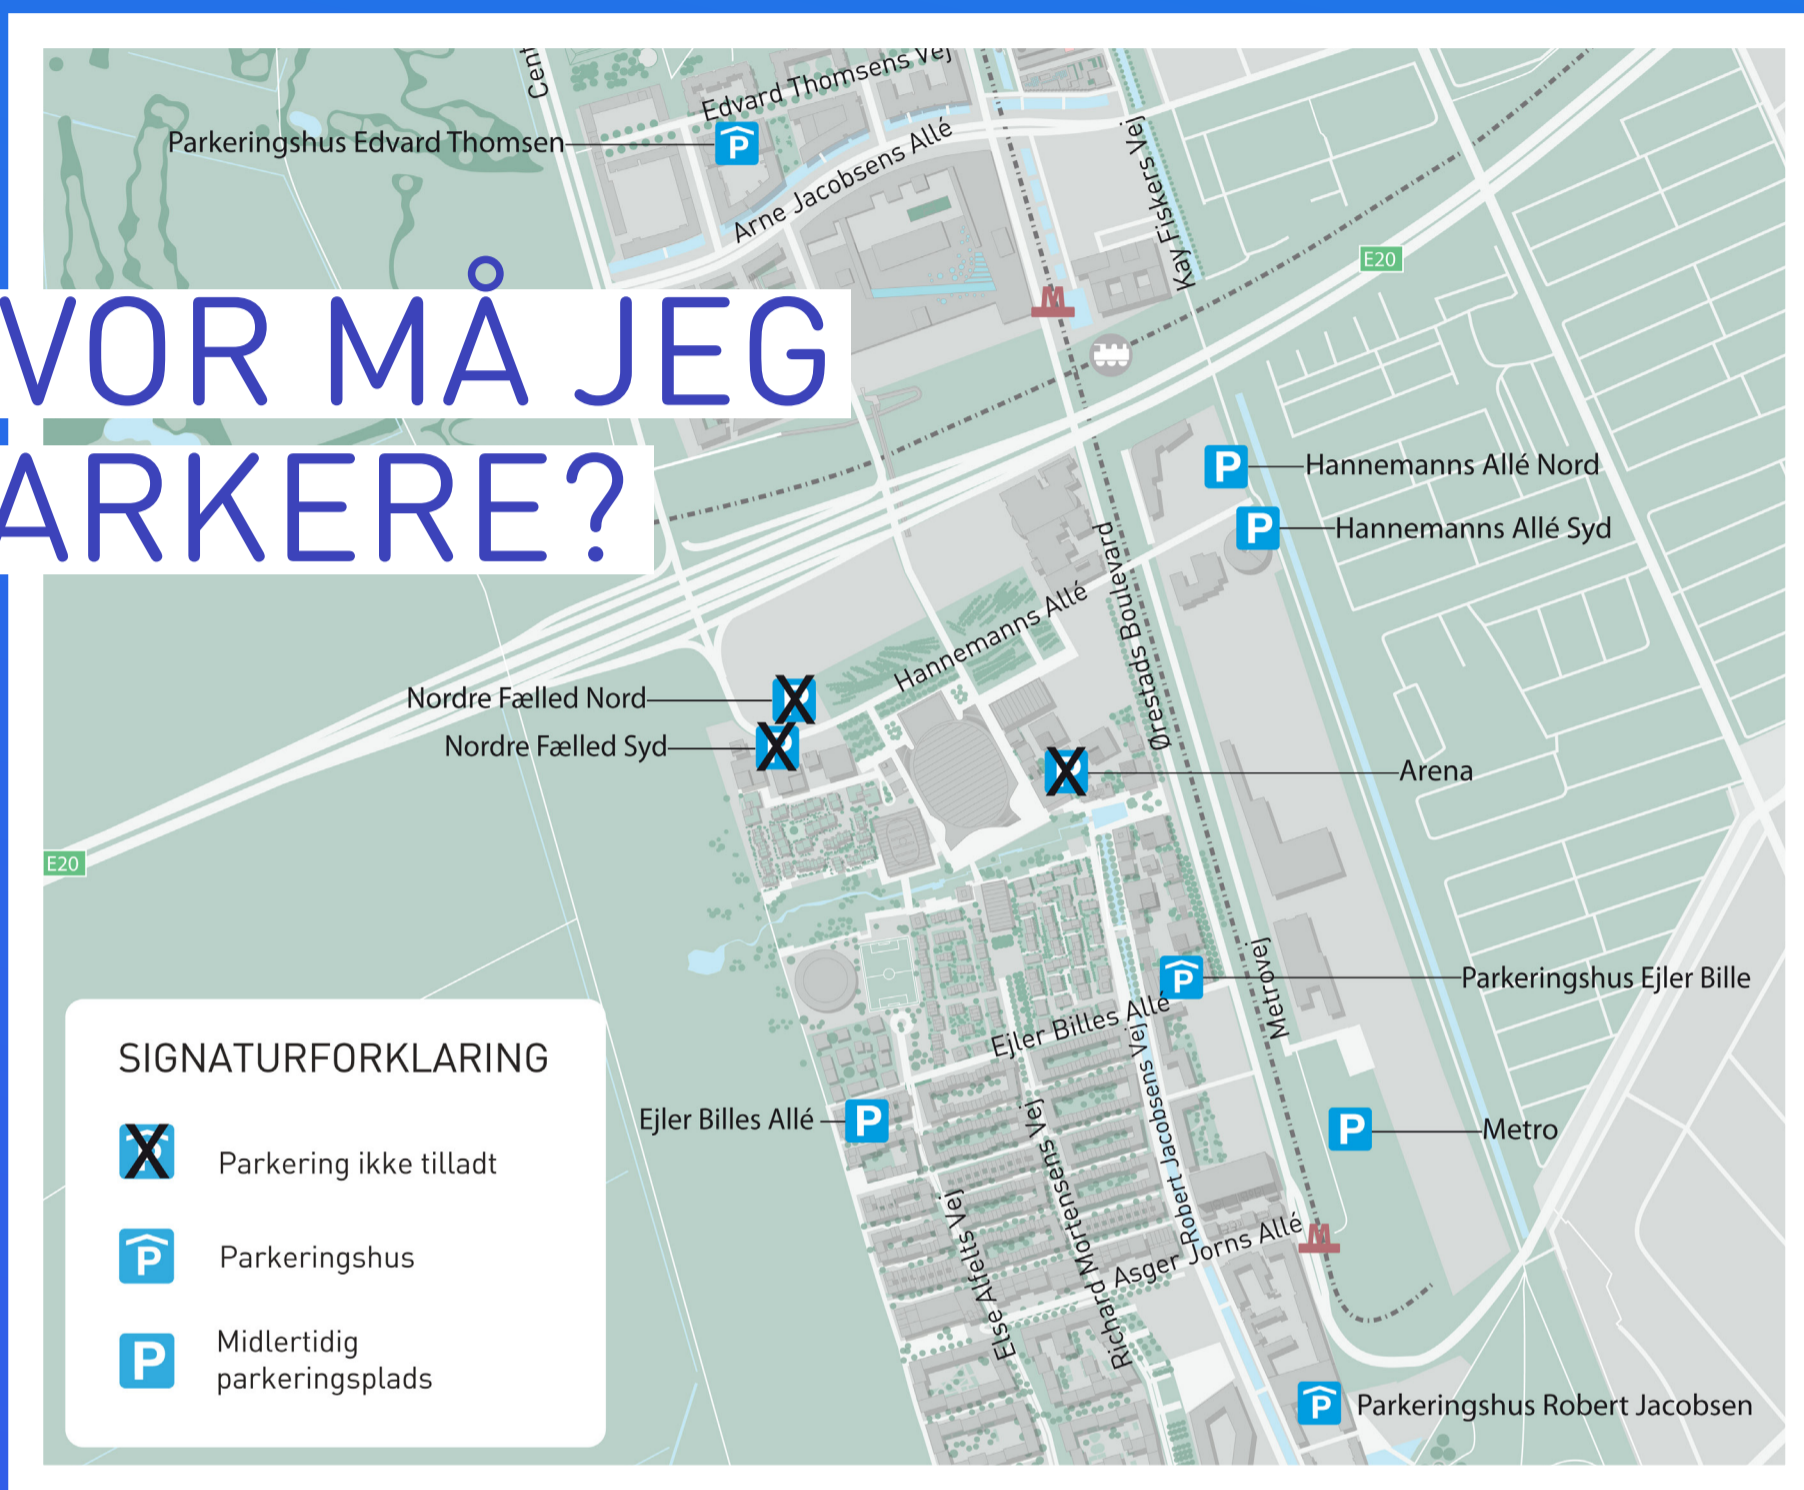 Cent
Edvard Thomsens Vej
Parkeringshus Edvard Thomsen
P
Arne Jacobsens Allé
Kay Fiskers Vej
E20
M
VOR MÅ JEG
ARKERE?
P
Hannemanns Allé Nord
P
Hannemanns Allé Syd
Ørestads Boulevard
Hannemanns Allé
Nordre Fælled Nord
Nordre Fælled Syd
Arena
E20
Metrovej
P
Parkeringshus Ejler Bille
Ejler Billes Allé
Robert Jacobsens Vej
Ejler Billes Allé
P
P
Metro
Richard Mortensens Vej
Else Alfelts Vej
Asger Jorns Allé
M
P
Parkeringshus Robert Jacobsen
SIGNATURFORKLARING
Parkering ikke tilladt
P
Parkeringshus
P
Midlertidig
parkeringsplads